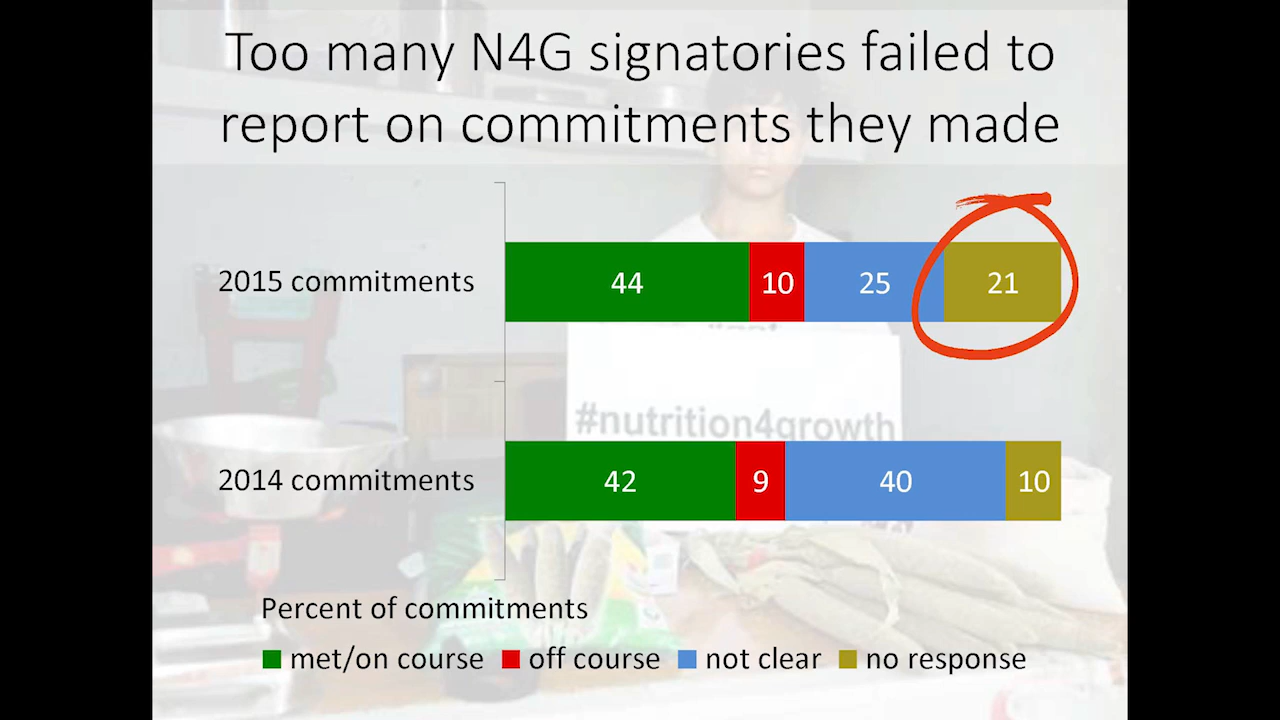 Too many N4G signatories failed to
report on commitments they made
2015 commitments
44 10 25 21
#nutrition4growth
2014 commitments
42 9 40 10
Percent of commitments
met/on course off course not clear no response